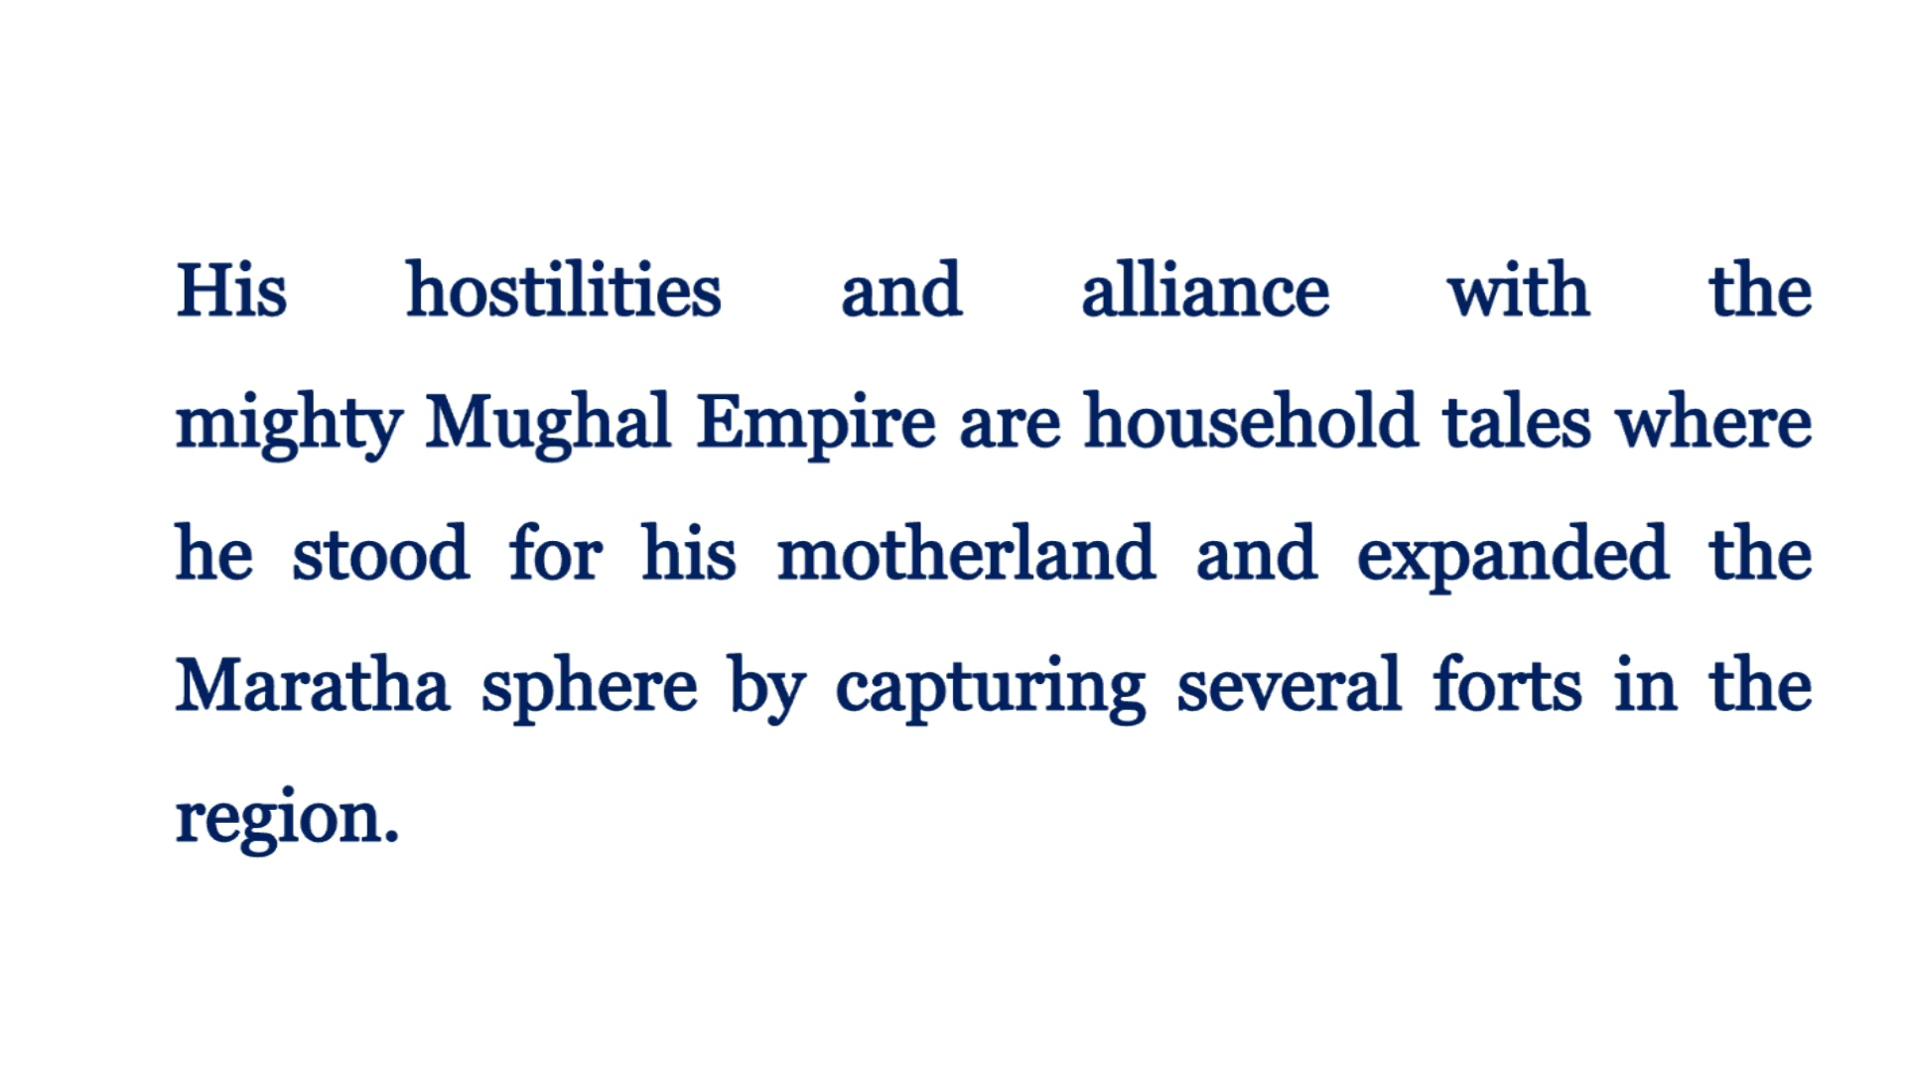 His hostilities and alliance with the
mighty Mughal Empire are household tales where
he stood for his motherland and expanded the
Maratha sphere by capturing several forts in the
region.